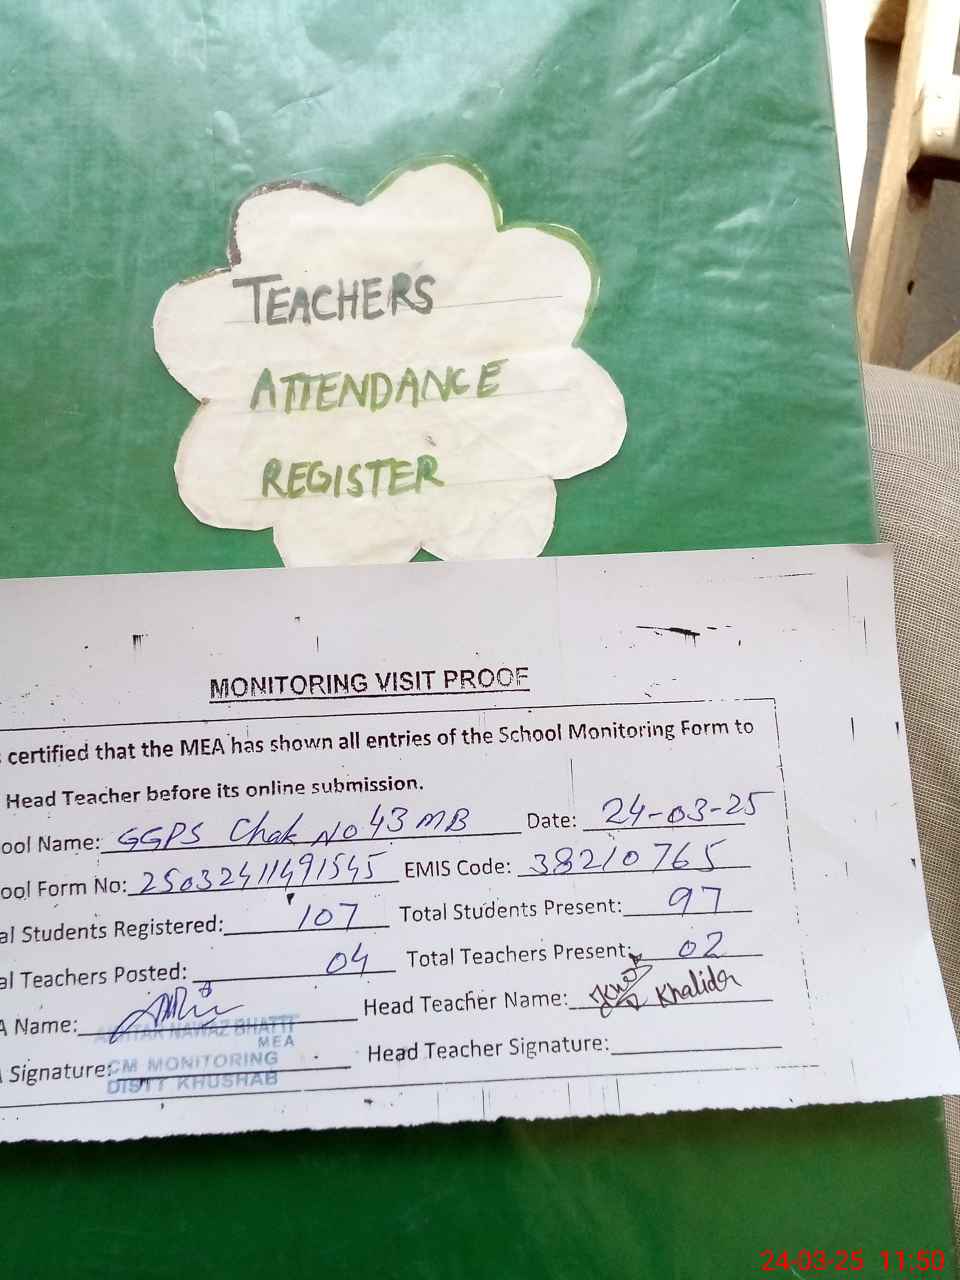 TEACHERS
ATTENDANCE
REGISTER
MONITORING VISIT PROOF
certified that the MEA has shown all entries of the School Monitoring Form to
Head Teacher before its online submission.
ool Name: GGPS Chak No 43 MB Date: 24-03-25
ool Form No: 25032411491545 EMIS Code: 38210765
al Students Registered: 107 Total Students Present: 97
al Teachers Posted: 04 Total Teachers Present: 02
A Name: Head Teacher Name: Khalida
NAWAZ BHATTI
MEA
Signature: Head Teacher Signature:
CM MONITORING
DISTT KHUSHAB
24-03-25 11:50